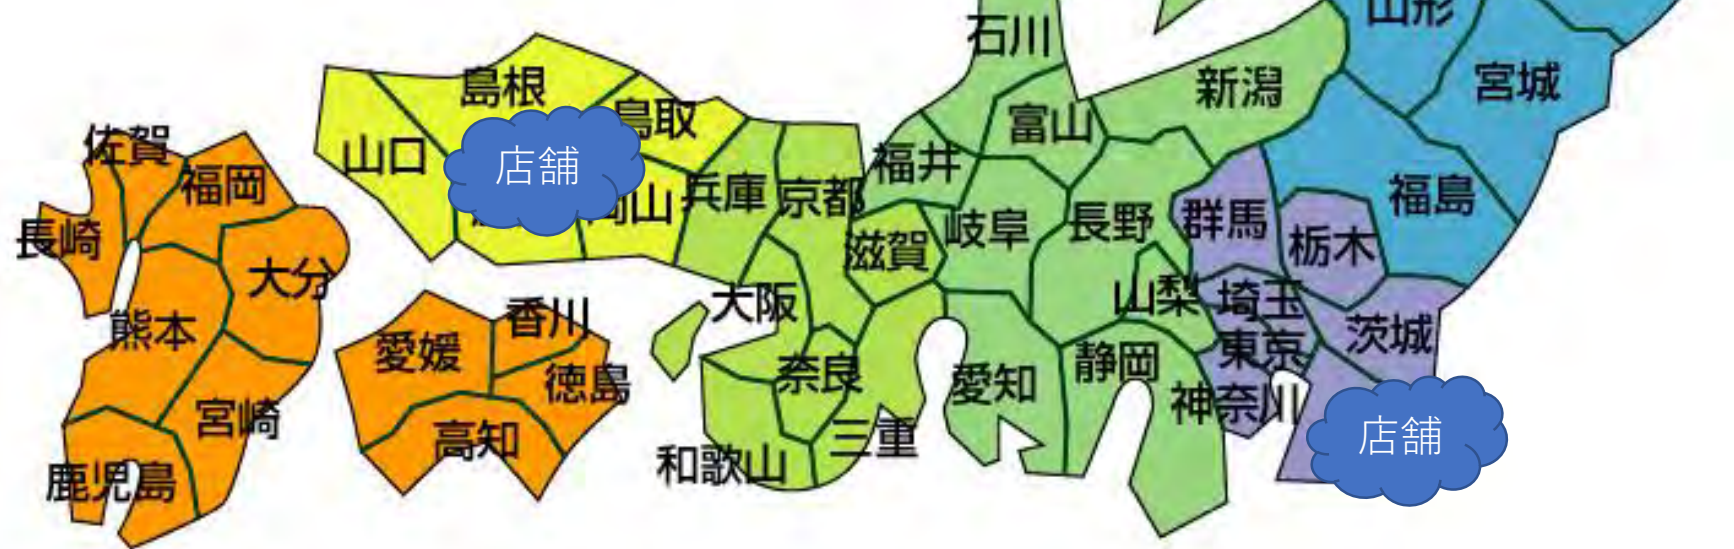 山形
石川
宮城
新潟
島根
鳥取
富山
佐賀
山口
店舗
福井
福岡
岡山
兵庫
京都
長野
群馬
福島
長崎
滋賀
岐阜
栃木
大分
大阪
山梨
埼玉
熊本
香川
茨城
愛媛
東京
静岡
奈良
徳島
愛知
神奈川
宮崎
高知
三重
店舗
和歌山
鹿児島